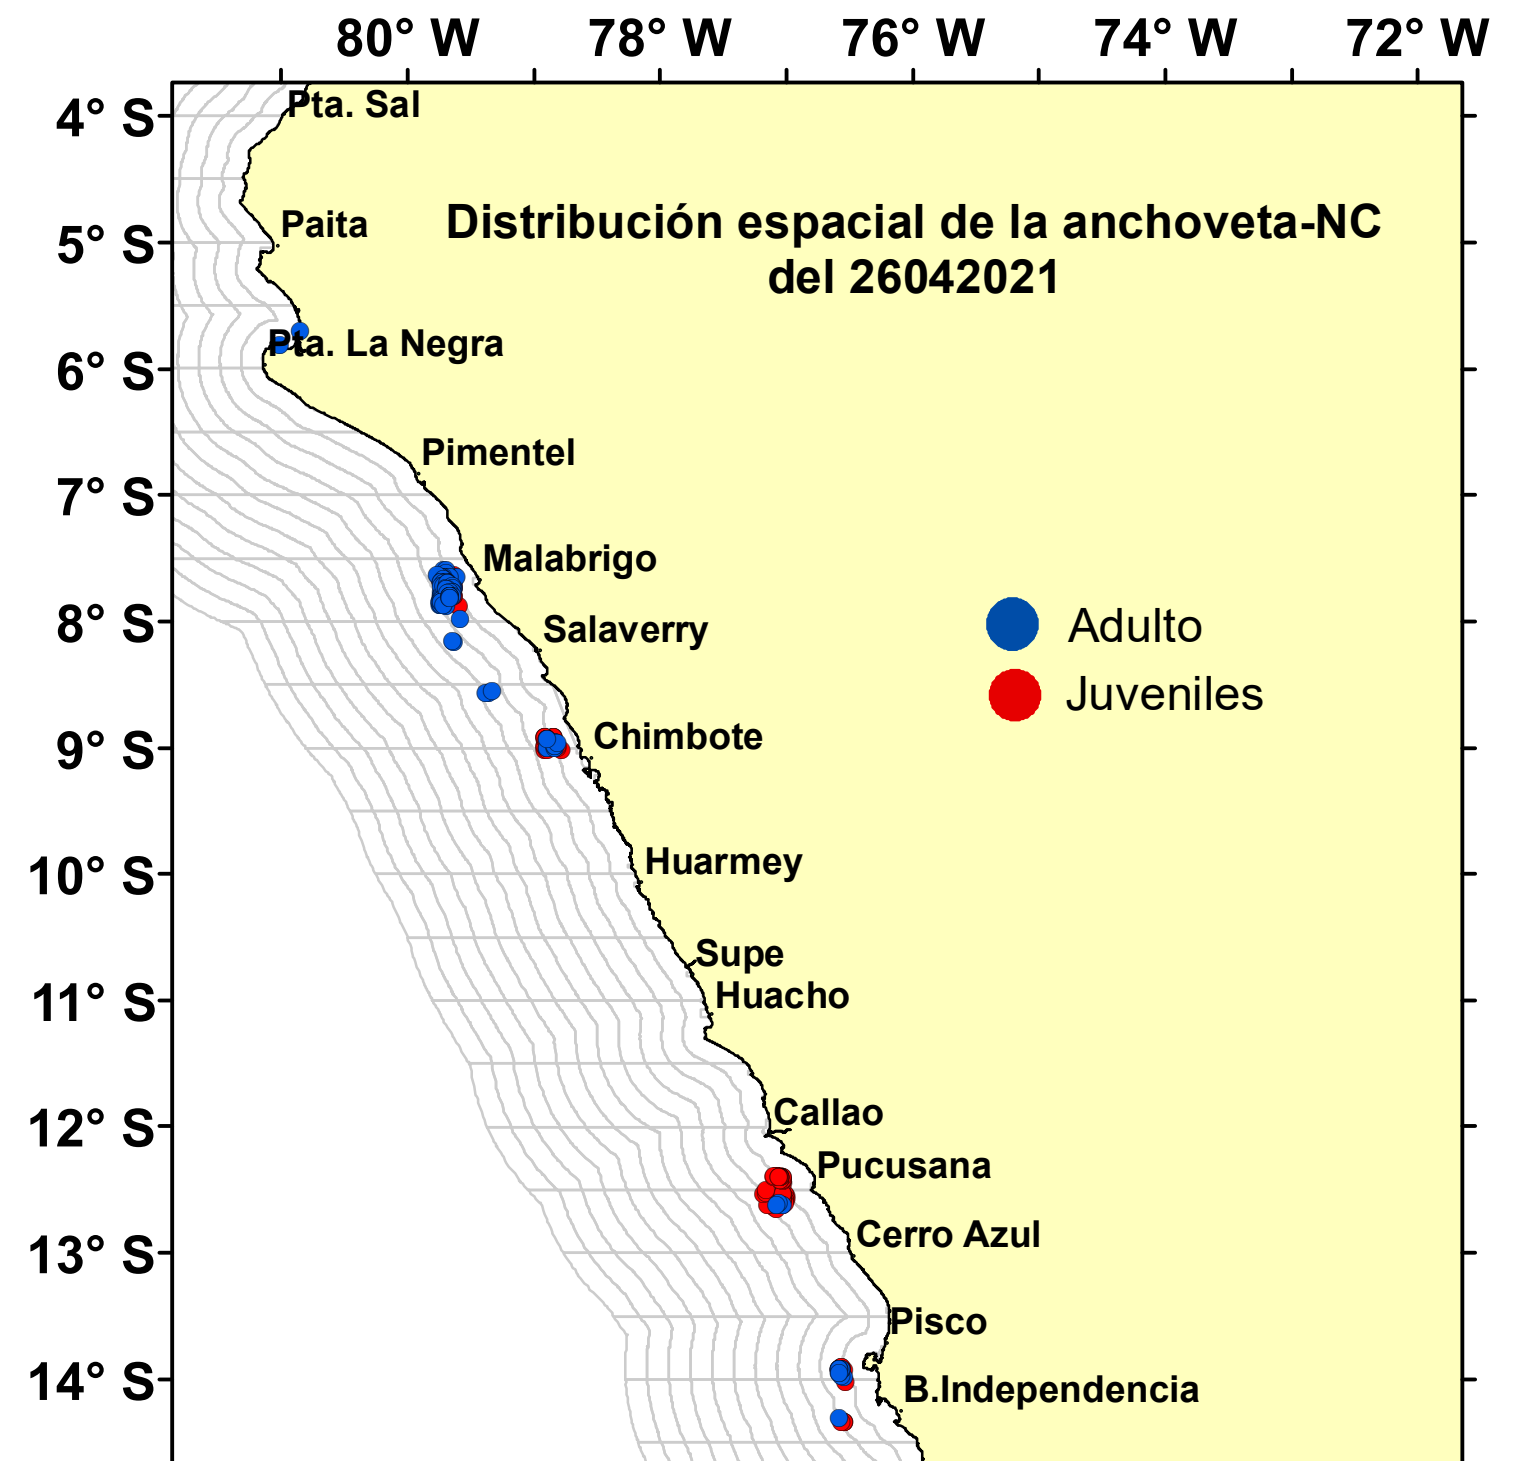 80° W 78° W 76° W 74° W 72° W
4° S
Pta. Sal
Paita
Distribución espacial de la anchoveta-NC
del 26042021
5° S
Pta. La Negra
6° S
Pimentel
7° S
Malabrigo
8° S
Salaverry
Adulto
Juveniles
Chimbote
9° S
Huarmey
10° S
Supe
Huacho
11° S
Callao
12° S
Pucusana
Cerro Azul
13° S
Pisco
14° S
B.Independencia